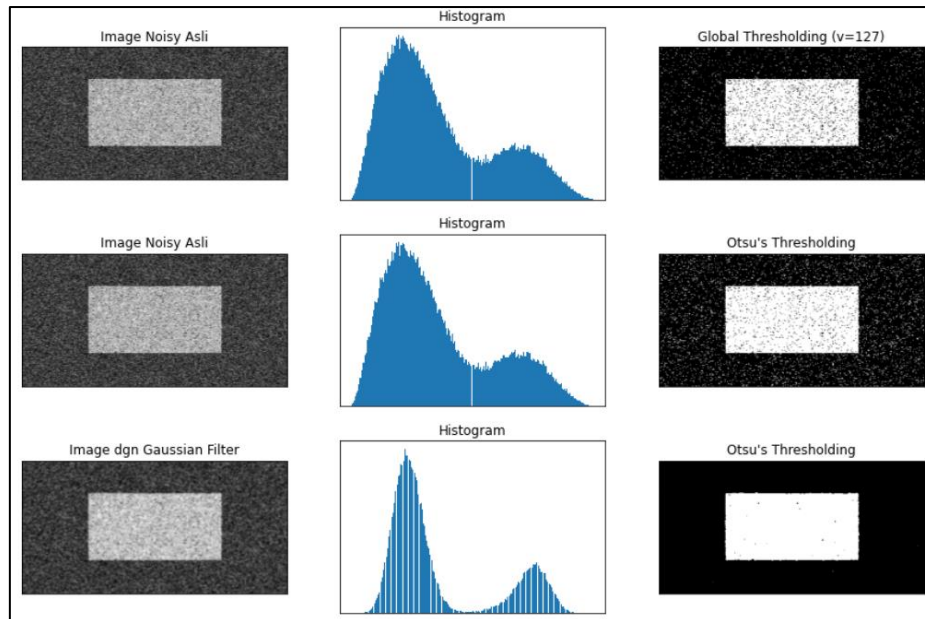 Image Noisy Asli
Histogram
Global Thresholding (v=127)
Image Noisy Asli
Histogram
Otsu's Thresholding
Image dgn Gaussian Filter
Histogram
Otsu's Thresholding